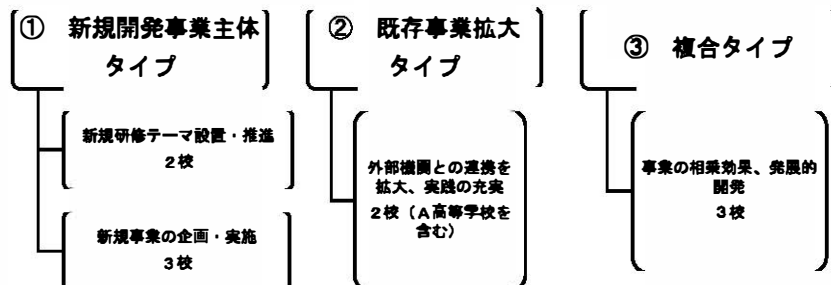 ① 新規開発事業主体
タイプ
新規研修テーマ設置・推進
2校
新規事業の企画・実施
3校
② 既存事業拡大
タイプ
外部機関との連携を
拡大、実践の充実
2校（A高等学校を
含む）
③ 複合タイプ
事業の相乗効果、発展的
開発
3校